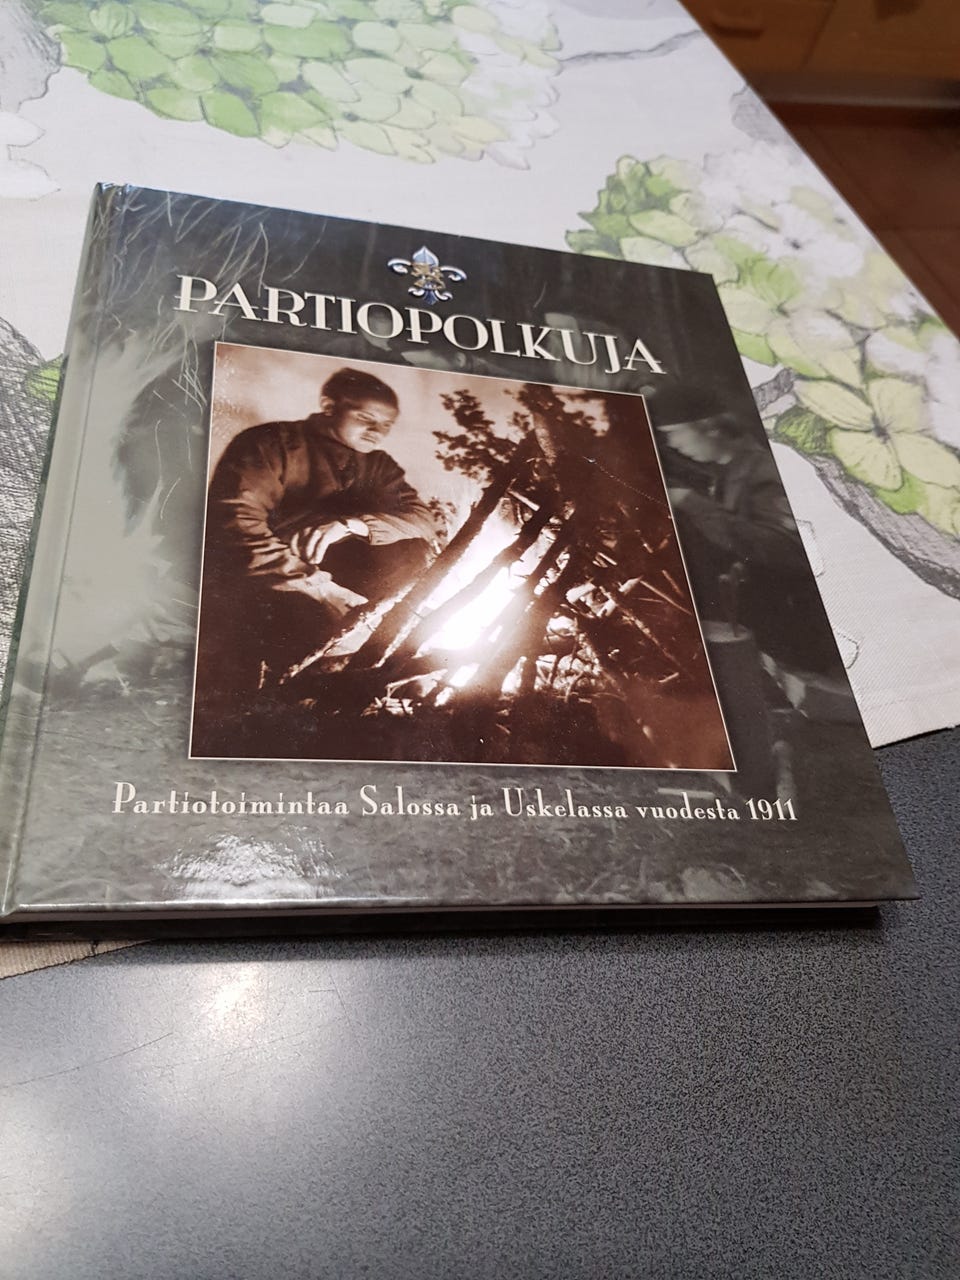 PARTIOPOLKUJA
Partiotoimintaa Salossa ja Uskelassa vuodesta 1911